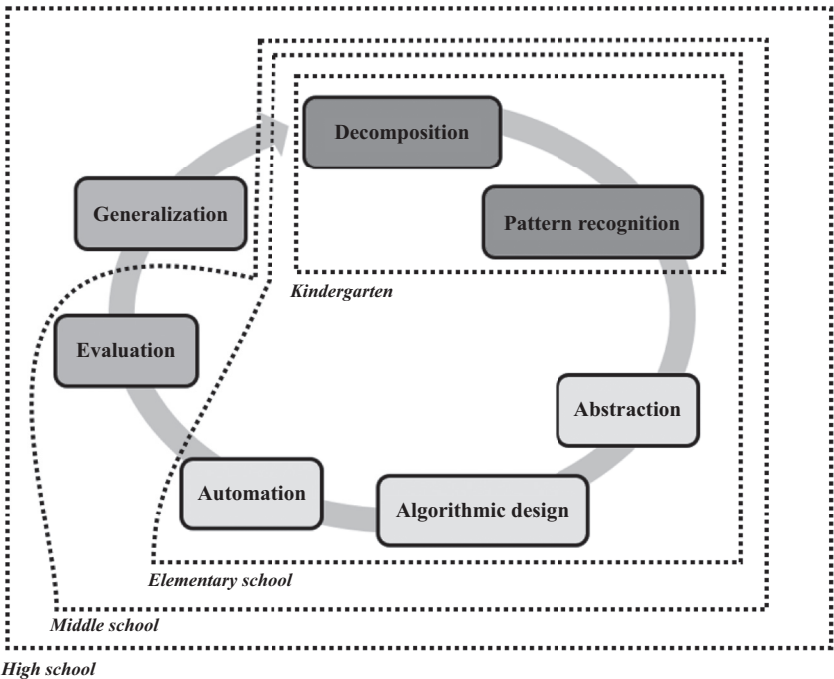 Decomposition
Generalization
Pattern recognition
Kindergarten
Evaluation
Abstraction
Automation
Algorithmic design
Elementary school
Middle school
High school